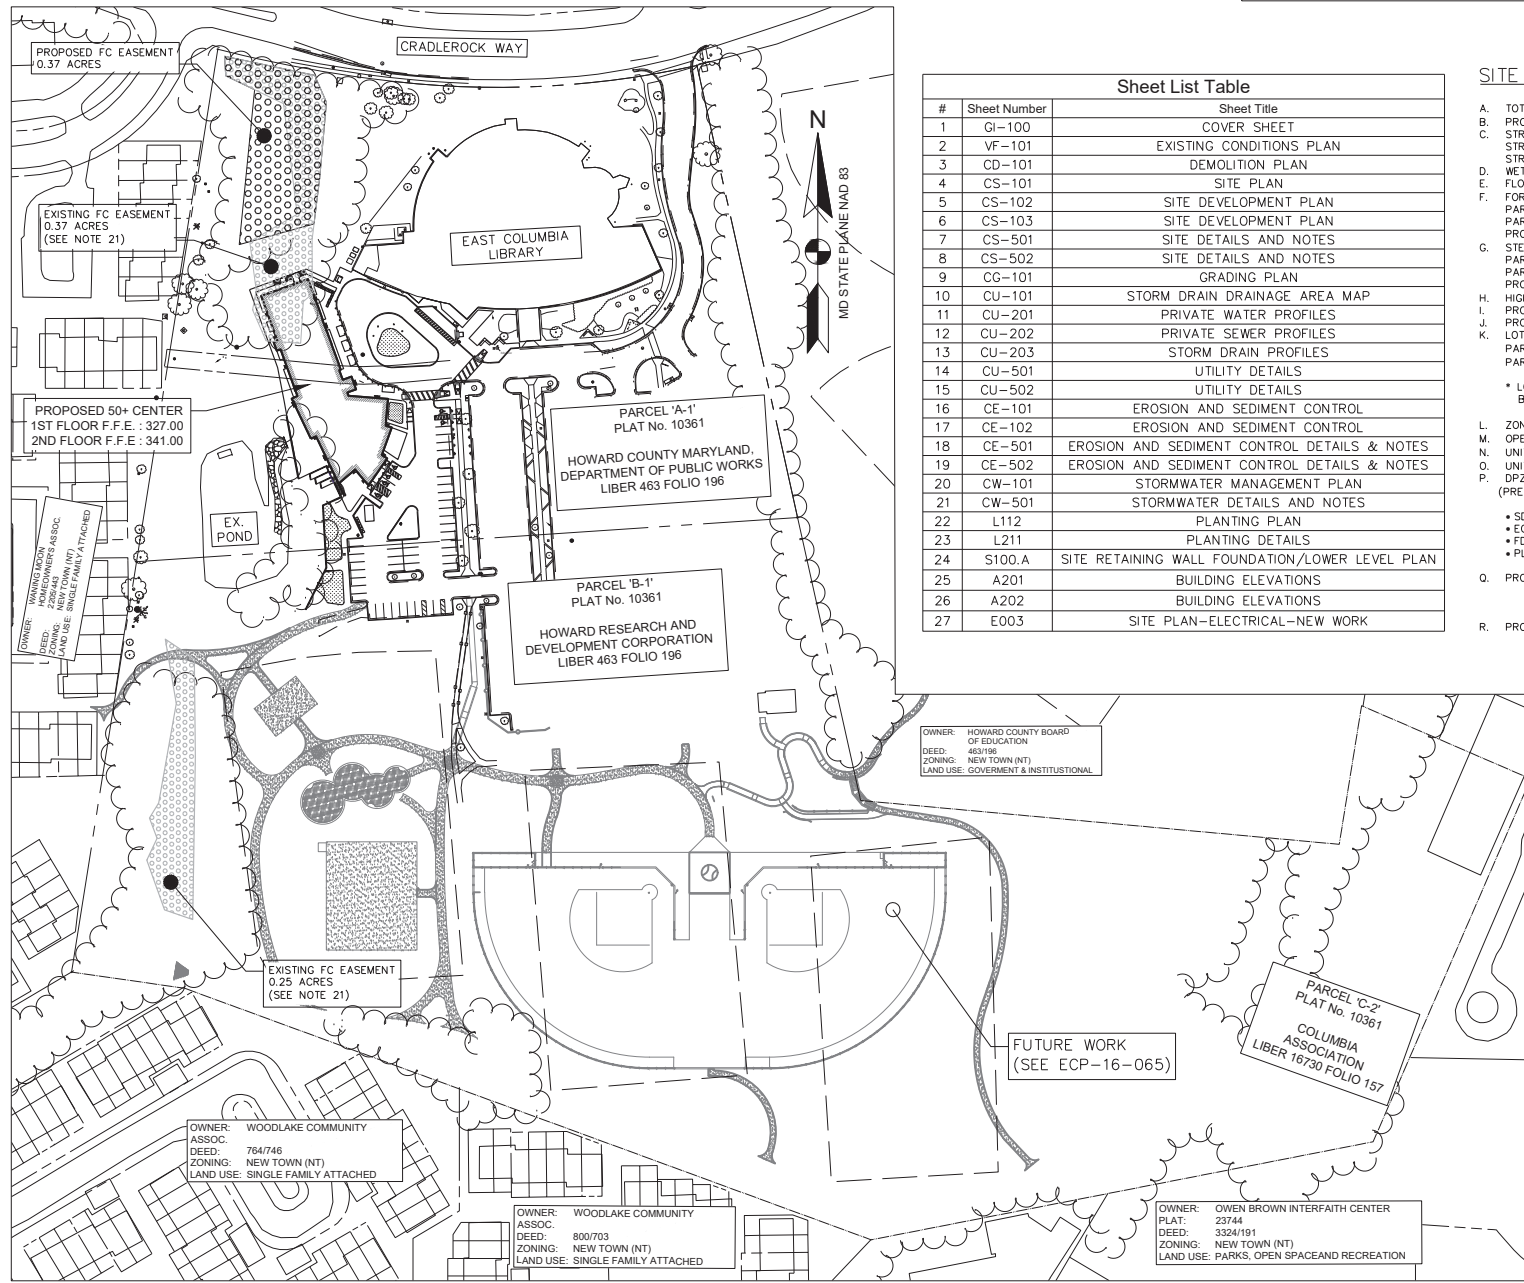 CRADLEROCK WAY
PROPOSED FC EASEMENT
0.37 ACRES
EXISTING FC EASEMENT
0.37 ACRES
(SEE NOTE 21)
EAST COLUMBIA
LIBRARY
N
MD STATE PLANE NAD 83
PROPOSED 50+ CENTER
1ST FLOOR F.F.E. : 327.00
2ND FLOOR F.F.E : 341.00
PARCEL 'A-1'
PLAT No. 10361
HOWARD COUNTY MARYLAND,
DEPARTMENT OF PUBLIC WORKS
LIBER 463 FOLIO 196
EX.
POND
OWNER: WANING MOON
HOMEOWNER'S ASSOC.
DEED: 2205/443
ZONING: NEW TOWN (NT)
LAND USE: SINGLE FAMILY ATTACHED
PARCEL 'B-1'
PLAT No. 10361
HOWARD RESEARCH AND
DEVELOPMENT CORPORATION
LIBER 463 FOLIO 196
OWNER: HOWARD COUNTY BOARD
OF EDUCATION
DEED: 463/196
ZONING: NEW TOWN (NT)
LAND USE: GOVERMENT & INSTITUSTIONAL
EXISTING FC EASEMENT
0.25 ACRES
(SEE NOTE 21)
FUTURE WORK
(SEE ECP-16-065)
PARCEL 'C-2'
PLAT No. 10361
COLUMBIA
ASSOCIATION
LIBER 16730 FOLIO 157
OWNER: WOODLAKE COMMUNITY
ASSOC.
DEED: 764/746
ZONING: NEW TOWN (NT)
LAND USE: SINGLE FAMILY ATTACHED
OWNER: WOODLAKE COMMUNITY
ASSOC.
DEED: 800/703
ZONING: NEW TOWN (NT)
LAND USE: SINGLE FAMILY ATTACHED
OWNER: OWEN BROWN INTERFAITH CENTER
PLAT: 23744
DEED: 3324/191
ZONING: NEW TOWN (NT)
LAND USE: PARKS, OPEN SPACEAND RECREATION
Sheet List Table
# Sheet Number Sheet Title
1 GI-100 COVER SHEET
2 VF-101 EXISTING CONDITIONS PLAN
3 CD-101 DEMOLITION PLAN
4 CS-101 SITE PLAN
5 CS-102 SITE DEVELOPMENT PLAN
6 CS-103 SITE DEVELOPMENT PLAN
7 CS-501 SITE DETAILS AND NOTES
8 CS-502 SITE DETAILS AND NOTES
9 CG-101 GRADING PLAN
10 CU-101 STORM DRAIN DRAINAGE AREA MAP
11 CU-201 PRIVATE WATER PROFILES
12 CU-202 PRIVATE SEWER PROFILES
13 CU-203 STORM DRAIN PROFILES
14 CU-501 UTILITY DETAILS
15 CU-502 UTILITY DETAILS
16 CE-101 EROSION AND SEDIMENT CONTROL
17 CE-102 EROSION AND SEDIMENT CONTROL
18 CE-501 EROSION AND SEDIMENT CONTROL DETAILS & NOTES
19 CE-502 EROSION AND SEDIMENT CONTROL DETAILS & NOTES
20 CW-101 STORMWATER MANAGEMENT PLAN
21 CW-501 STORMWATER DETAILS AND NOTES
22 L112 PLANTING PLAN
23 L211 PLANTING DETAILS
24 S100.A SITE RETAINING WALL FOUNDATION/LOWER LEVEL PLAN
25 A201 BUILDING ELEVATIONS
26 A202 BUILDING ELEVATIONS
27 E003 SITE PLAN-ELECTRICAL-NEW WORK
SITE
A.
B.
C.
D.
E.
F.
G.
H.
I.
J.
K.
L.
M.
N.
O.
P.
Q.
R.